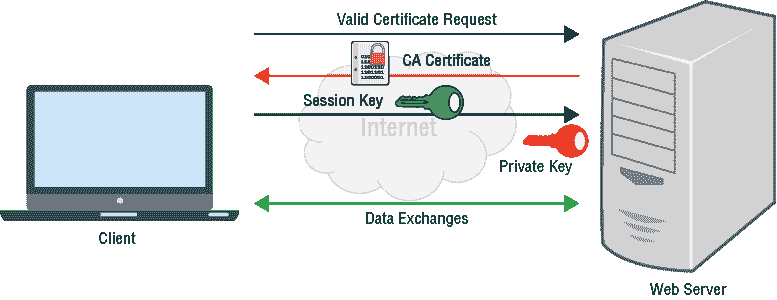 Valid Certificate Request
CA Certificate
Session Key
Internet
Private Key
Data Exchanges
Client
Web Server